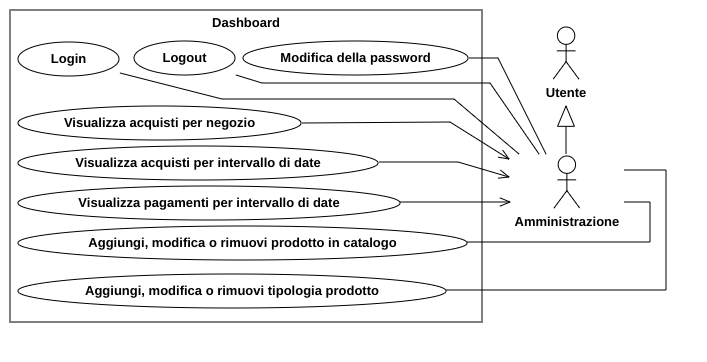 Dashboard
Login
Logout
Modifica della password
Utente
Visualizza acquisti per negozio
Visualizza acquisti per intervallo di date
Visualizza pagamenti per intervallo di date
Amministrazione
Aggiungi, modifica o rimuovi prodotto in catalogo
Aggiungi, modifica o rimuovi tipologia prodotto